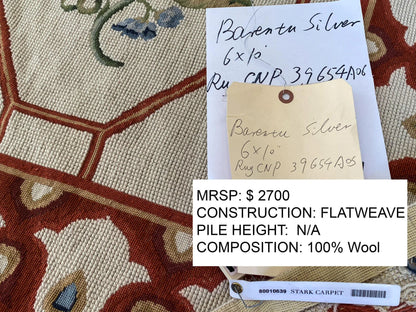 Barentu Silver
6x10
Rug CNP 39654A06
Barentu Silver
6x10
Rug CNP 39654A06
MRSP: $ 2700
CONSTRUCTION: FLATWEAVE
PILE HEIGHT: N/A
COMPOSITION: 100% Wool
80010639 STARK CARPET